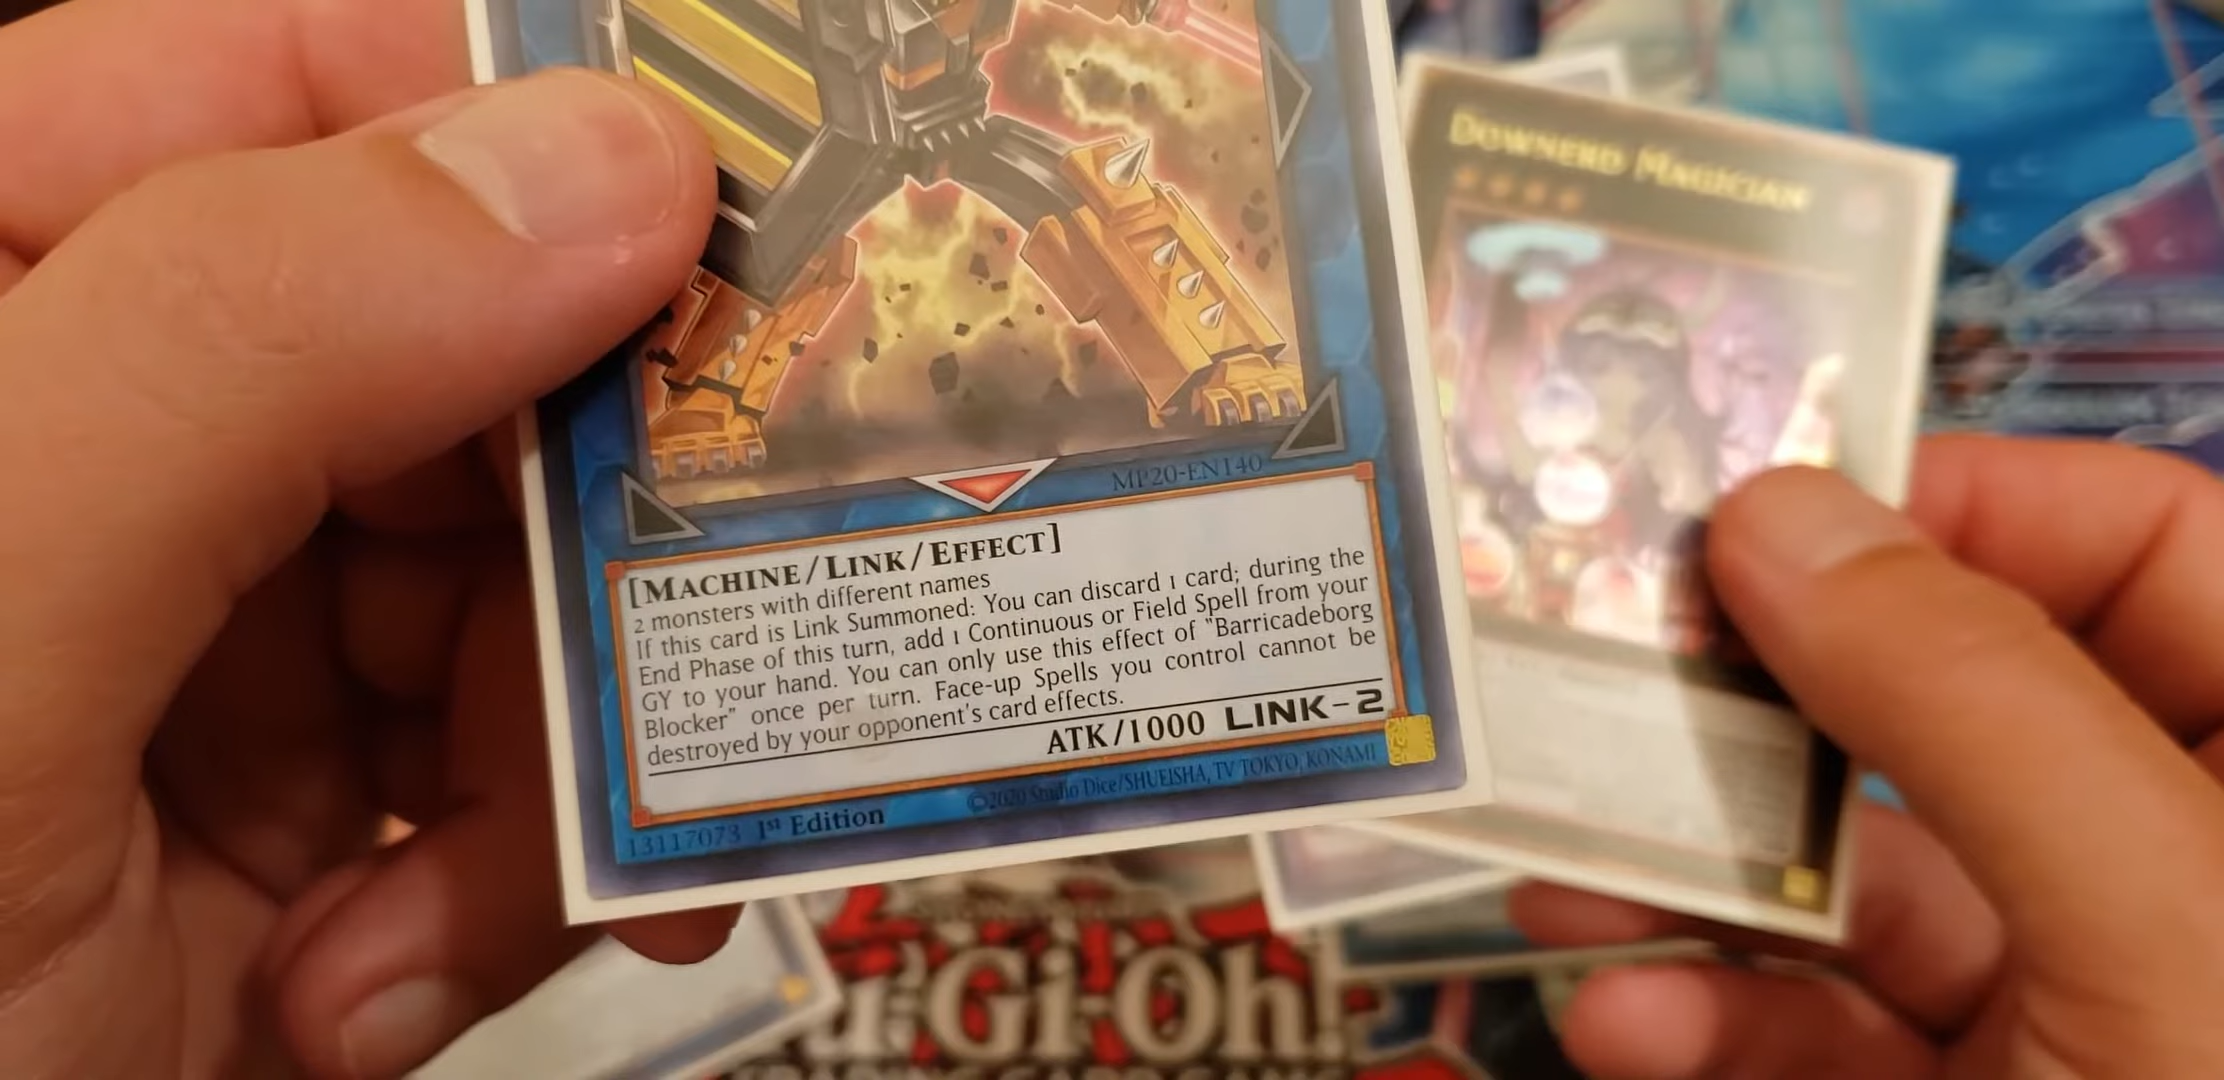 MP20-EN140
[MACHINE/LINK/EFFECT]
2 monsters with different names
If this card is Link Summoned: You can discard 1 card; during the
End Phase of this turn, add 1 Continuous or Field Spell from your
GY to your hand. You can only use this effect of "Barricadeborg
Blocker" once per turn. Face-up Spells you control cannot be
destroyed by your opponent's card effects.
ATK/1000 LINK-2
13117073 1st Edition
©2020 Studio Dice/SHUEISHA, TV TOKYO, KONAMI
DOWNERD MAGICIAN
u-Gi-Oh!
TRADING CARD GAME